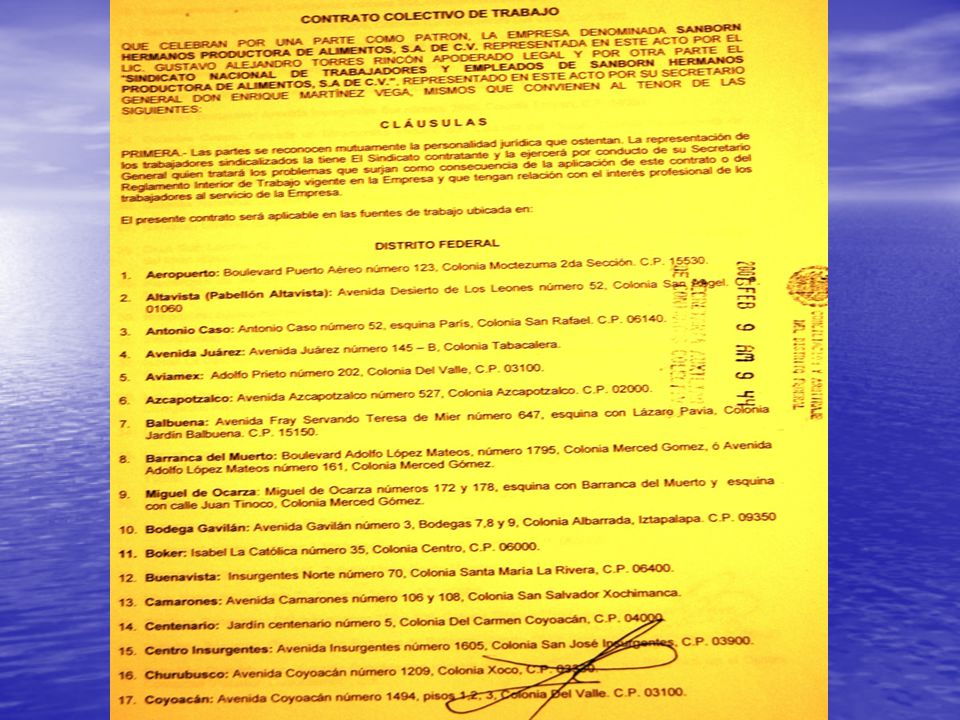 CONTRATO COLECTIVO DE TRABAJO
QUE CELEBRAN POR UNA PARTE COMO PATRON, LA EMPRESA DENOMINADA SANBORN
HERMANOS PRODUCTORA DE ALIMENTOS, S.A. DE C.V. REPRESENTADA EN ESTE ACTO POR EL
LIC. GUSTAVO ALEJANDRO TORRES RINCÓN APODERADO LEGAL Y POR OTRA PARTE EL
"SINDICATO NACIONAL DE TRABAJADORES Y EMPLEADOS DE SANBORN HERMANOS
PRODUCTORA DE ALIMENTOS, S.A DE C.V.", REPRESENTADO EN ESTE ACTO POR SU SECRETARIO
GENERAL DON ENRIQUE MARTÍNEZ VEGA, MISMOS QUE CONVIENEN AL TENOR DE LAS
SIGUIENTES:
CLÁUSULAS
PRIMERA.- Las partes se reconocen mutuamente la personalidad jurídica que ostentan. La representación de
los trabajadores sindicalizados la tiene El Sindicato contratante y la ejercerá por conducto de su Secretario
General quien tratará los problemas que surjan como consecuencia de la aplicación de este contrato o del
Reglamento Interior de Trabajo vigente en la Empresa y que tengan relación con el interés profesional de los
trabajadores al servicio de la Empresa.
El presente contrato será aplicable en las fuentes de trabajo ubicada en:
DISTRITO FEDERAL
1. Aeropuerto: Boulevard Puerto Aéreo número 123, Colonia Moctezuma 2da Sección. C.P. 15530.
2. Altavista (Pabellón Altavista): Avenida Desierto de Los Leones número 52, Colonia San Angel.
01060
3. Antonio Caso: Antonio Caso número 52, esquina París, Colonia San Rafael. C.P. 06140.
4. Avenida Juárez: Avenida Juárez número 145 – B, Colonia Tabacalera.
5. Aviamex: Adolfo Prieto número 202, Colonia Del Valle, C.P. 03100.
6. Azcapotzalco: Avenida Azcapotzalco número 527, Colonia Azcapotzalco. C.P. 02000.
7. Balbuena: Avenida Fray Servando Teresa de Mier número 647, esquina con Lázaro Pavia, Colonia
Jardín Balbuena. C.P. 15150.
8. Barranca del Muerto: Boulevard Adolfo López Mateos, número 1795, Colonia Merced Gomez, ó Avenida
Adolfo López Mateos número 161, Colonia Merced Gómez.
9. Miguel de Ocarza: Miguel de Ocarza números 172 y 178, esquina con Barranca del Muerto y esquina
con calle Juan Tinoco, Colonia Merced Gómez.
10. Bodega Gavilán: Avenida Gavilán número 3, Bodegas 7,8 y 9, Colonia Albarrada, Iztapalapa. C.P. 09350
11. Boker: Isabel La Católica número 35, Colonia Centro, C.P. 06000.
12. Buenavista: Insurgentes Norte número 70, Colonia Santa María La Rivera, C.P. 06400.
13. Camarones: Avenida Camarones número 106 y 108, Colonia San Salvador Xochimanca.
14. Centenario: Jardín centenario número 5, Colonia Del Carmen Coyoacán, C.P. 04000
15. Centro Insurgentes: Avenida Insurgentes número 1605, Colonia San José Insurgentes, C.P. 03900.
16. Churubusco: Avenida Coyoacán número 1209, Colonia Xoco, C.P.
17. Coyoacán: Avenida Coyoacán número 1494, pisos 1,2, 3, Colonia Del Valle. C.P. 03100.
FEB 9 AM 9 44
DEL DISTRITO FEDERAL